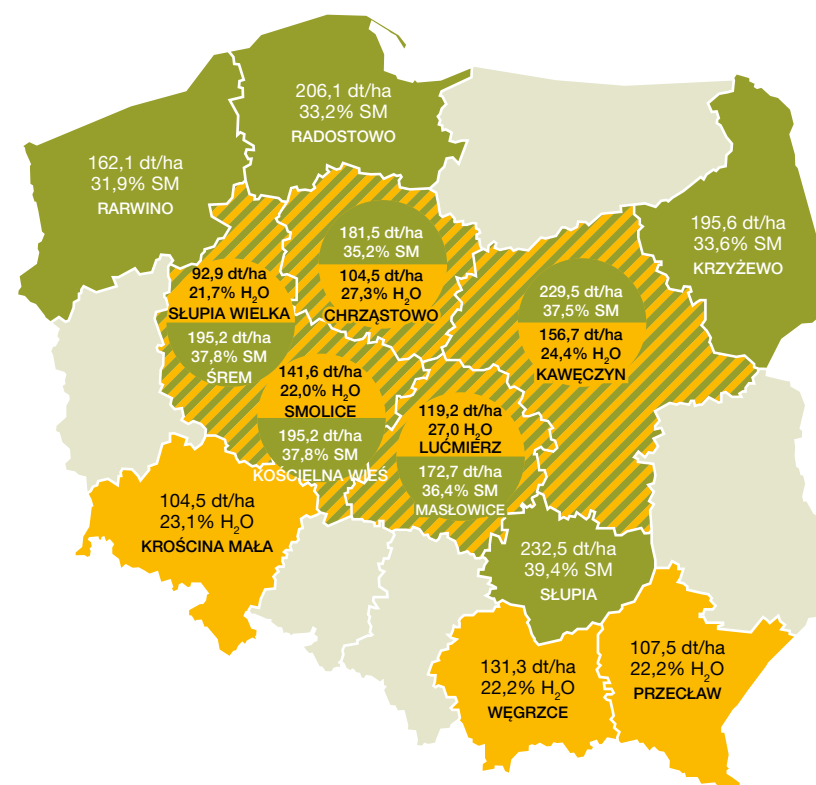 206,1 dt/ha
33,2% SM
RADOSTOWO
162,1 dt/ha
31,9% SM
RARWINO
195,6 dt/ha
33,6% SM
KRZYŻEWO
181,5 dt/ha
35,2% SM
104,5 dt/ha
27,3% H₂O
CHRZĄSTOWO
92,9 dt/ha
21,7% H₂O
SŁUPIA WIELKA
195,2 dt/ha
37,8% SM
ŚREM
229,5 dt/ha
37,5% SM
156,7 dt/ha
24,4% H₂O
KAWĘCZYN
141,6 dt/ha
22,0% H₂O
SMOLICE
195,2 dt/ha
37,8% SM
KOŚCIELNA WIEŚ
119,2 dt/ha
27,0 H₂O
LUĆMIERZ
172,7 dt/ha
36,4% SM
MASŁOWICE
104,5 dt/ha
23,1% H₂O
KROŚCINA MAŁA
232,5 dt/ha
39,4% SM
SŁUPIA
131,3 dt/ha
22,2% H₂O
WĘGRZCE
107,5 dt/ha
22,2% H₂O
PRZECŁAW